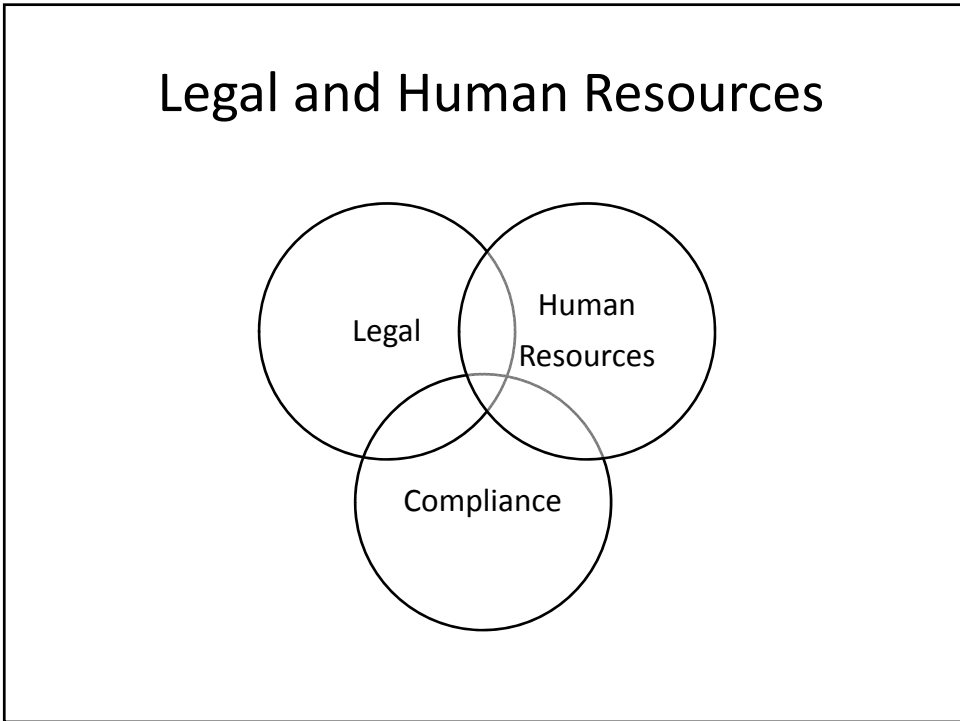 Legal and Human Resources
Legal
Human
Resources
Compliance